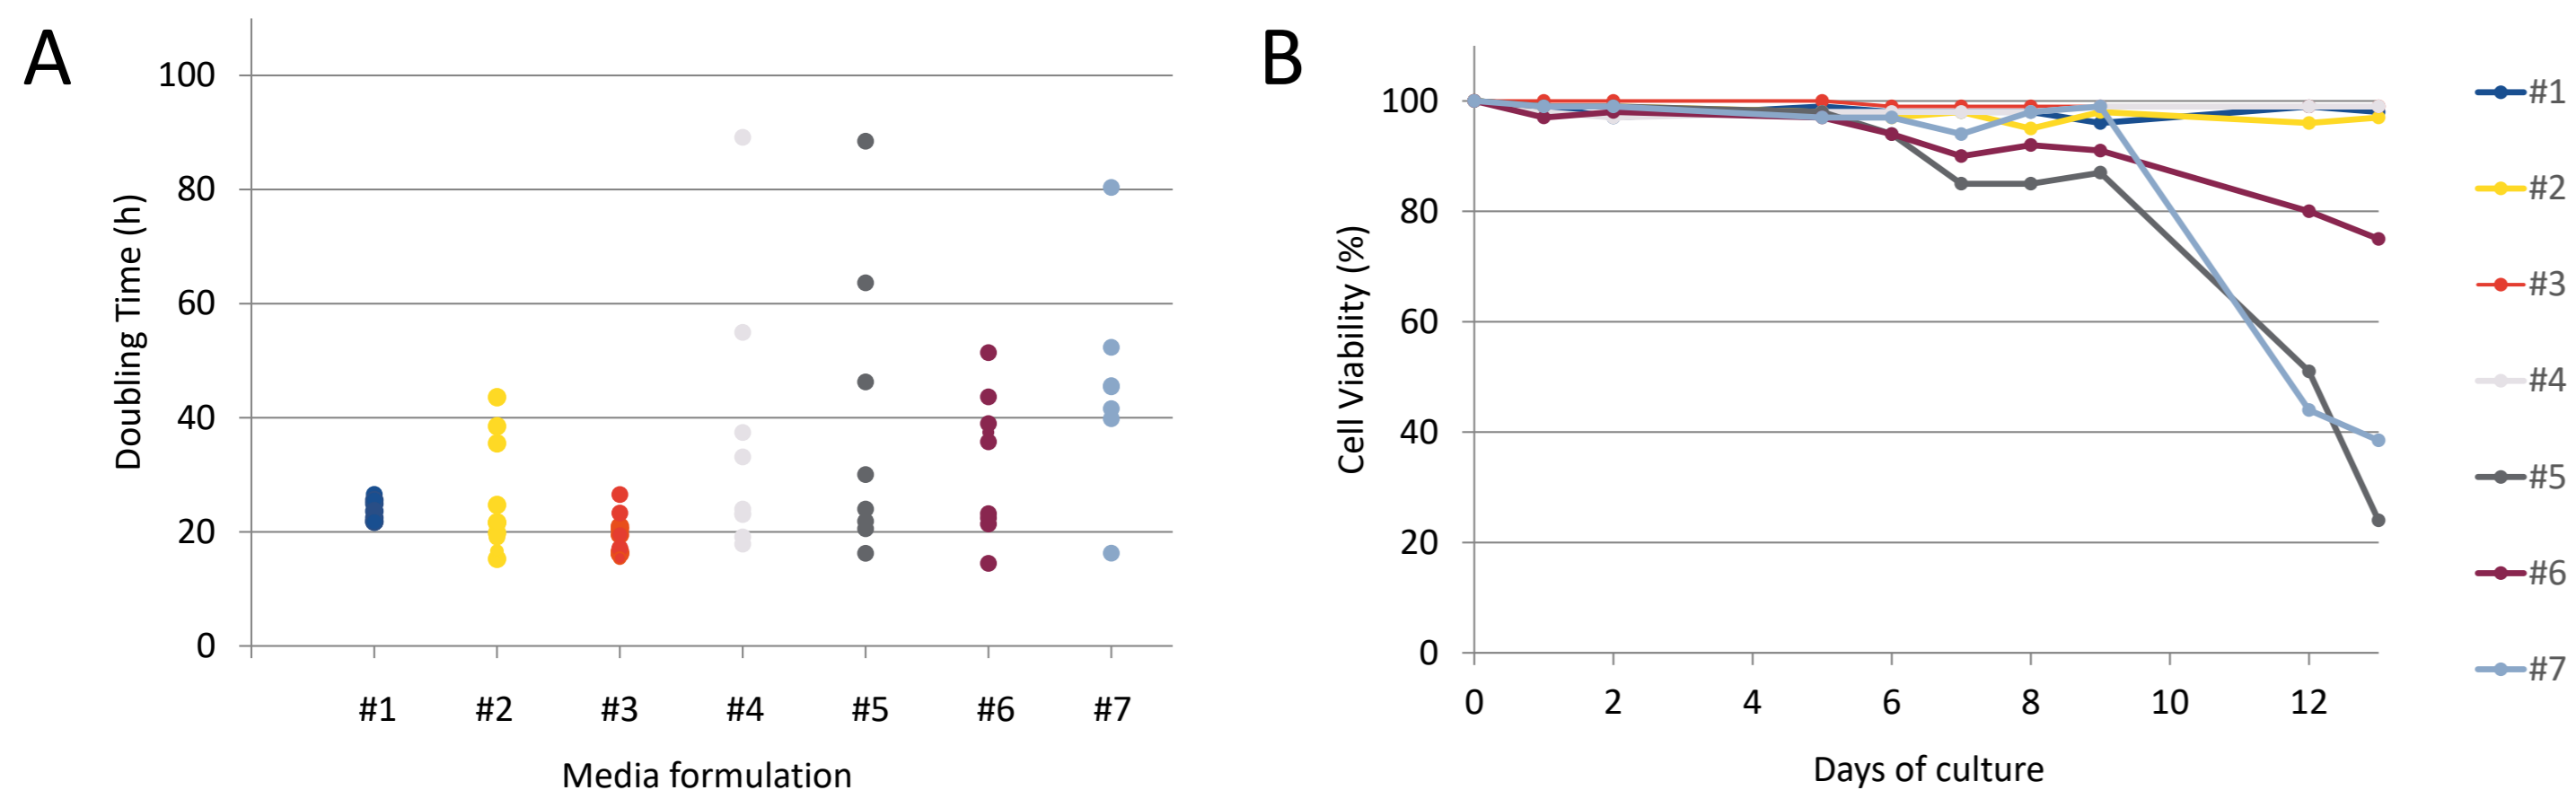 A
100
80
60
40
20
0
Doubling Time (h)
#1 #2 #3 #4 #5 #6 #7
Media formulation
B
100
80
60
40
20
0
Cell Viability (%)
0 2 4 6 8 10 12
Days of culture
#1
#2
#3
#4
#5
#6
#7